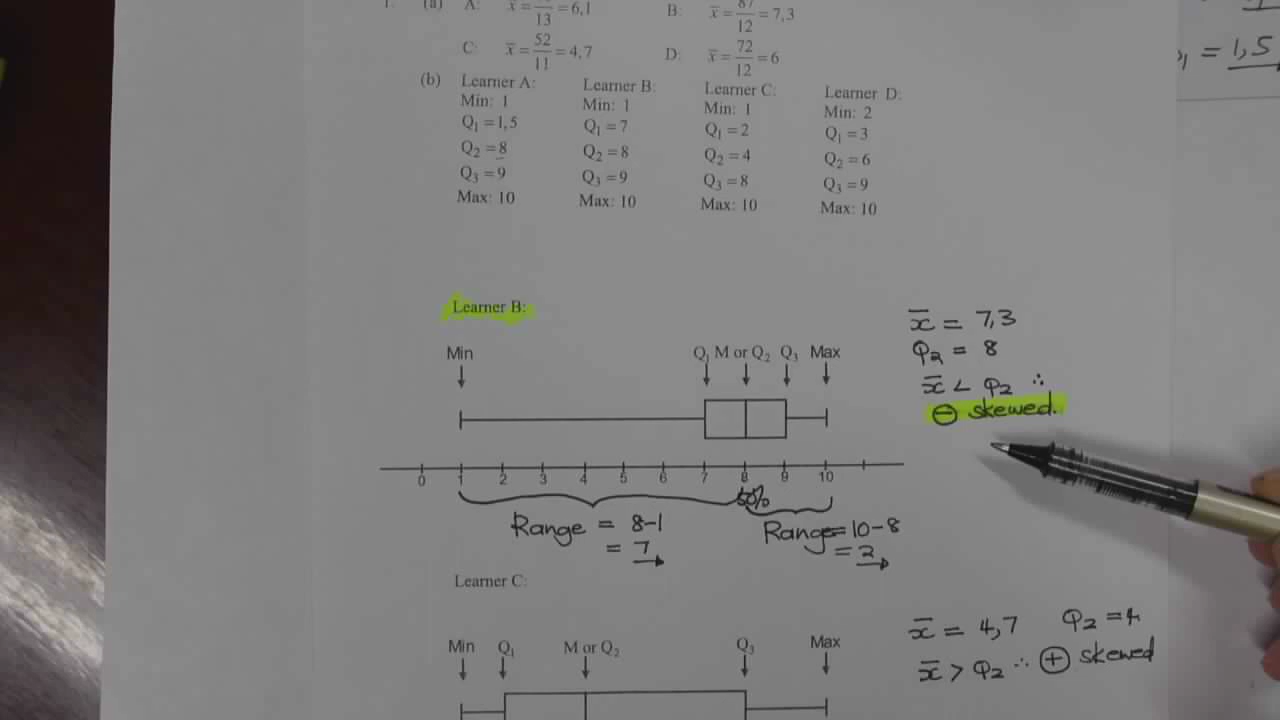 1. (a) A: x̄ = /13 = 6,1 B: x̄ = 87/12 = 7,3
C: x̄ = 52/11 = 4,7 D: x̄ = 72/12 = 6
(b) Learner A: Learner B: Learner C: Learner D:
Min: 1 Min: 1 Min: 1 Min: 2
Q₁ = 1,5 Q₁ = 7 Q₁ = 2 Q₁ = 3
Q₂ = 8 Q₂ = 8 Q₂ = 4 Q₂ = 6
Q₃ = 9 Q₃ = 9 Q₃ = 8 Q₃ = 9
Max: 10 Max: 10 Max: 10 Max: 10
₁ = 1,5
Learner B:
Min Q₁ M or Q₂ Q₃ Max
x̄ = 7,3
Q₂ = 8
x̄ < Q₂ ∴
⊖ skewed.
0 1 2 3 4 5 6 7 8 9 10
50%
Range = 8-1
= 7
Range = 10-8
= 2
Learner C:
Min Q₁ M or Q₂ Q₃ Max
x̄ = 4,7 Q₂ = 4
x̄ > Q₂ ∴ ⊕ skewed